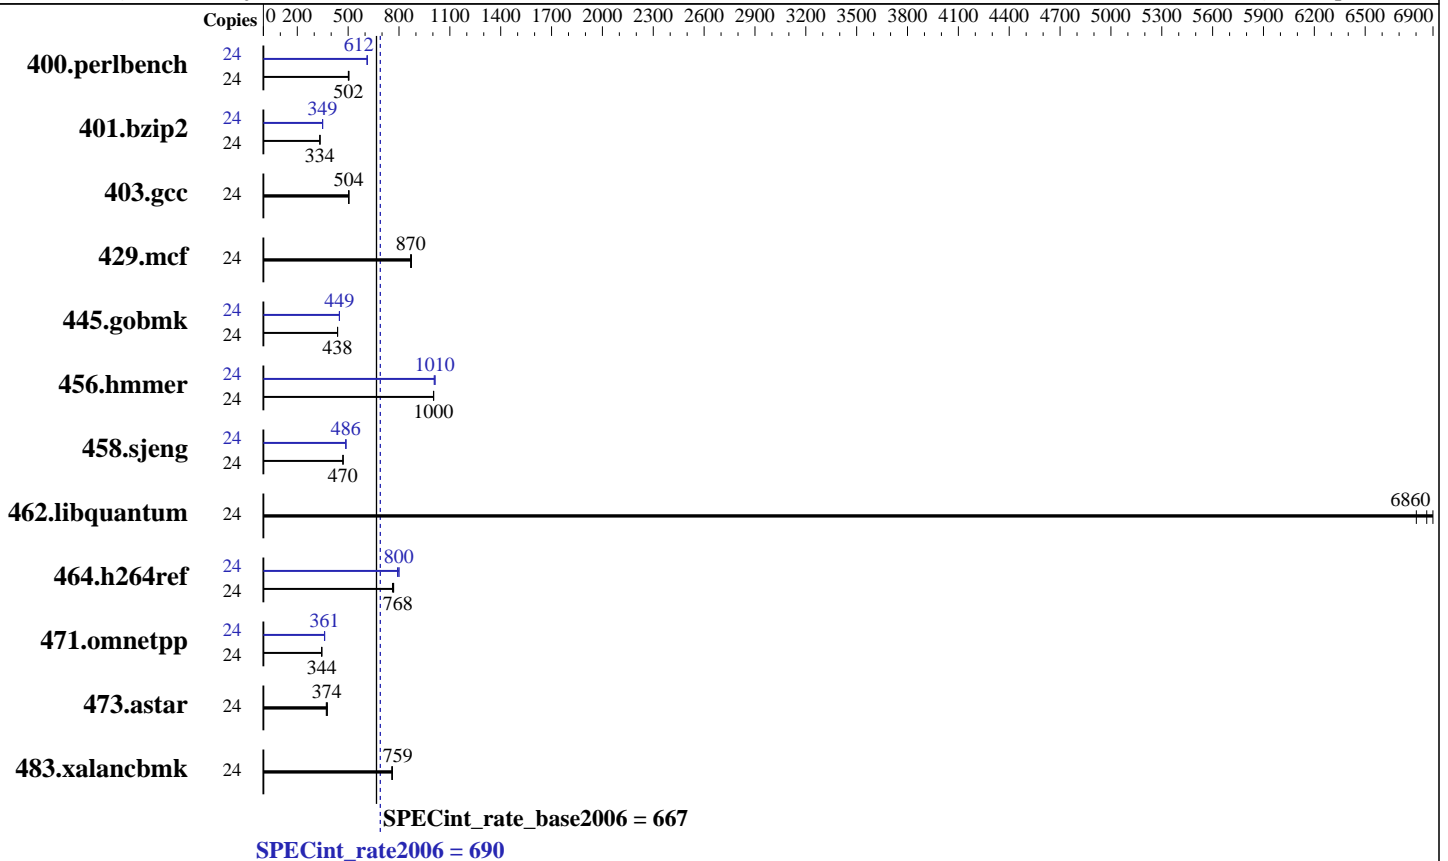 Copies 0 200 500 800 1100 1400 1700 2000 2300 2600 2900 3200 3500 3800 4100 4400 4700 5000 5300 5600 5900 6200 6500 6900
400.perlbench 24 612
24 502
401.bzip2 24 349
24 334
403.gcc 24 504
429.mcf 24 870
445.gobmk 24 449
24 438
456.hmmer 24 1010
24 1000
458.sjeng 24 486
24 470
462.libquantum 24 6860
464.h264ref 24 800
24 768
471.omnetpp 24 361
24 344
473.astar 24 374
483.xalancbmk 24 759
SPECint_rate_base2006 = 667
SPECint_rate2006 = 690